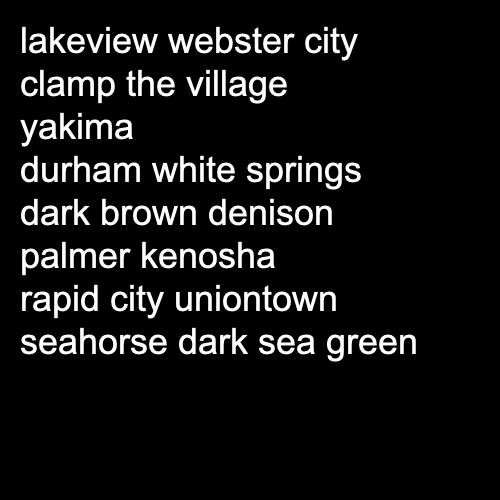 lakeview webster city
clamp the village
yakima
durham white springs
dark brown denison
palmer kenosha
rapid city uniontown
seahorse dark sea green